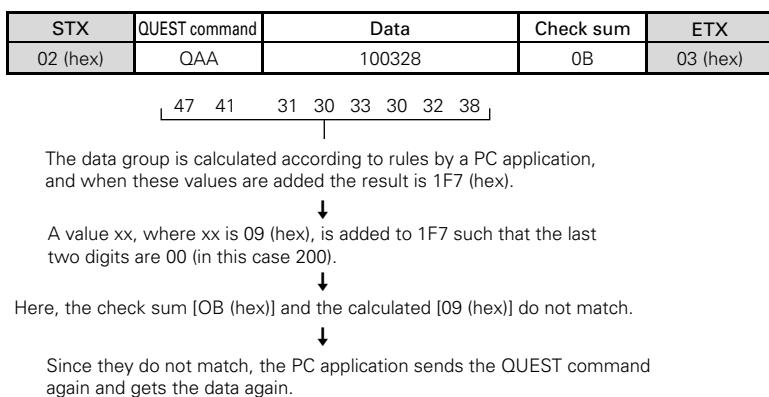 STX QUEST command Data Check sum ETX
02 (hex) QAA 100328 0B 03 (hex)
47 41 31 30 33 30 32 38
The data group is calculated according to rules by a PC application,
and when these values are added the result is 1F7 (hex).
↓
A value xx, where xx is 09 (hex), is added to 1F7 such that the last
two digits are 00 (in this case 200).
↓
Here, the check sum [OB (hex)] and the calculated [09 (hex)] do not match.
↓
Since they do not match, the PC application sends the QUEST command
again and gets the data again.